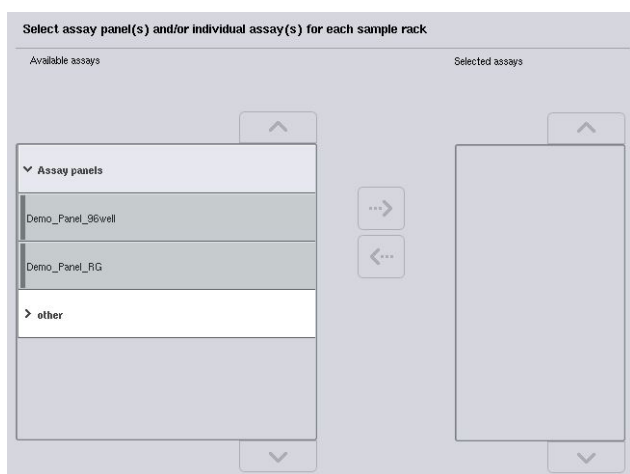 Select assay panel(s) and/or individual assay(s) for each sample rack
Available assays
Selected assays
Assay panels
Demo_Panel_96well
Demo_Panel_RG
other